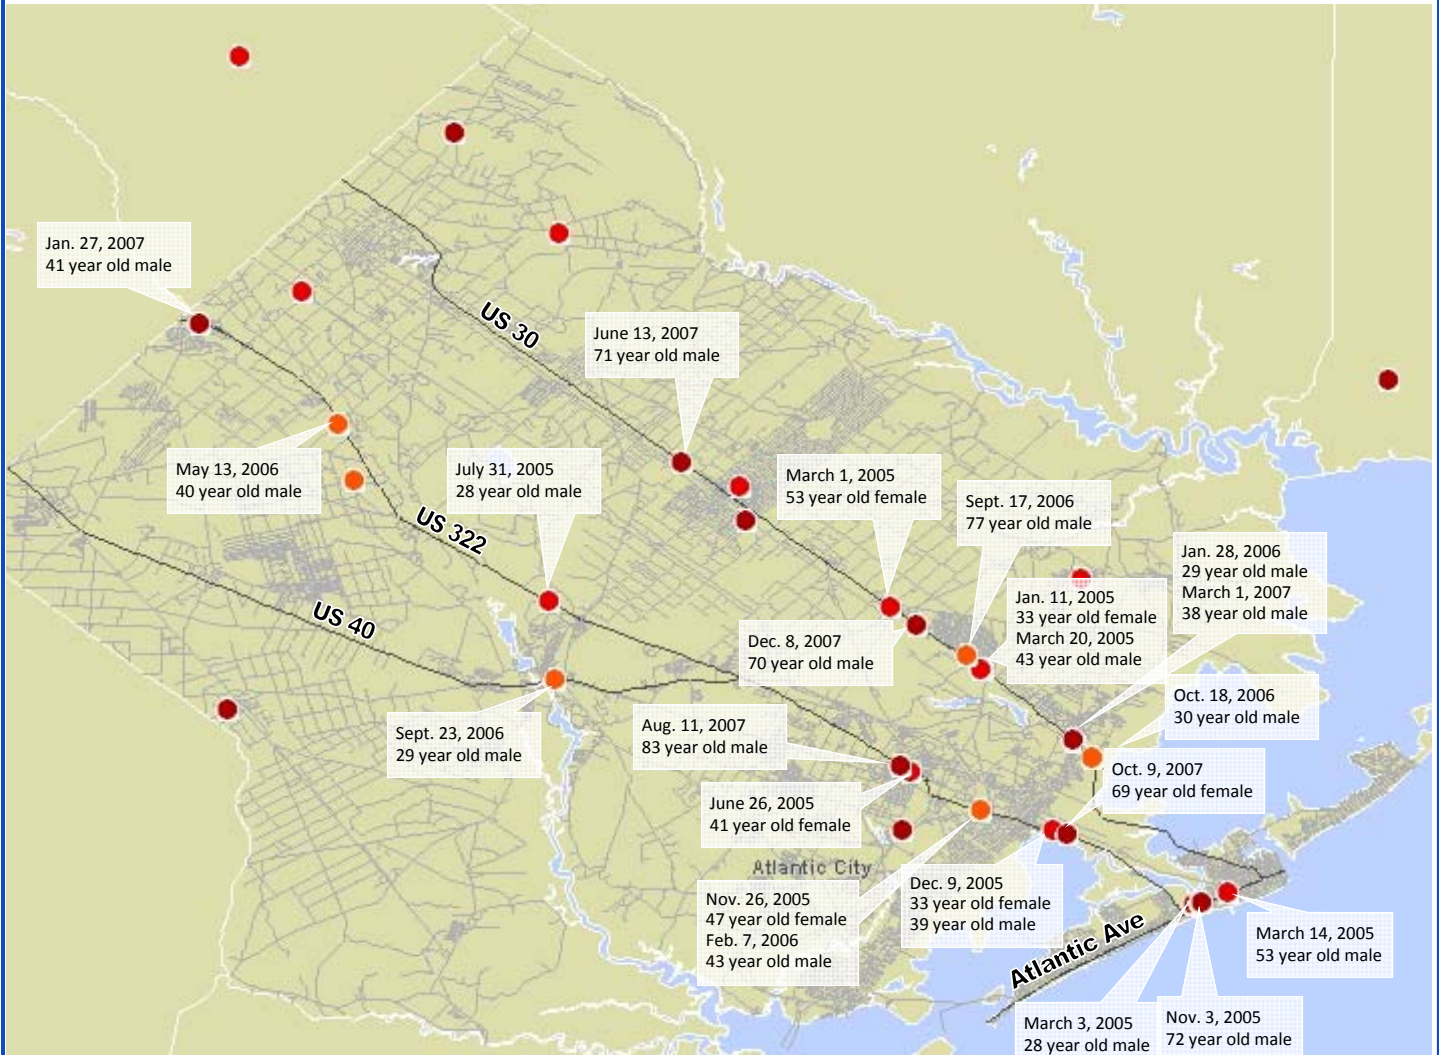 Jan. 27, 2007
41 year old male
US 30
June 13, 2007
71 year old male
May 13, 2006
40 year old male
July 31, 2005
28 year old male
March 1, 2005
53 year old female
Sept. 17, 2006
77 year old male
Jan. 28, 2006
29 year old male
March 1, 2007
38 year old male
US 322
Jan. 11, 2005
33 year old female
March 20, 2005
43 year old male
US 40
Dec. 8, 2007
70 year old male
Oct. 18, 2006
30 year old male
Sept. 23, 2006
29 year old male
Aug. 11, 2007
83 year old male
Oct. 9, 2007
69 year old female
June 26, 2005
41 year old female
Atlantic City
Nov. 26, 2005
47 year old female
Feb. 7, 2006
43 year old male
Dec. 9, 2005
33 year old female
39 year old male
Atlantic Ave
March 14, 2005
53 year old male
March 3, 2005
28 year old male
Nov. 3, 2005
72 year old male